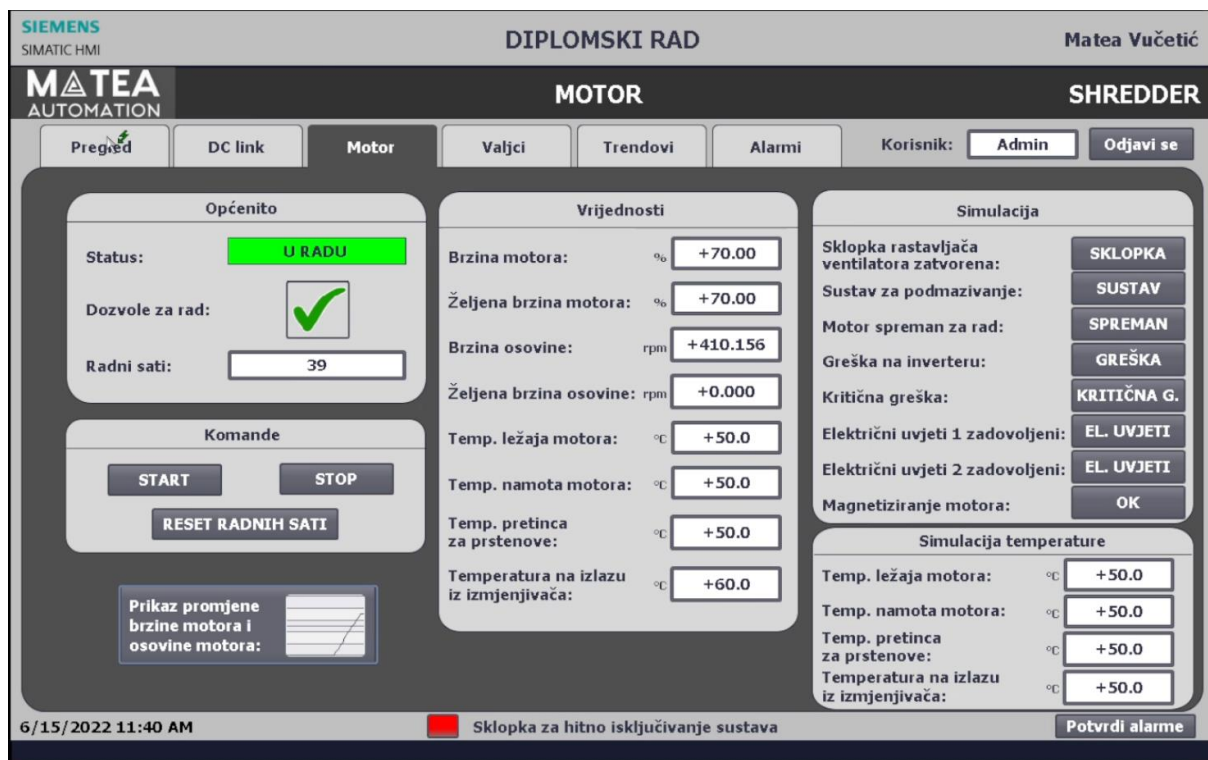 SIEMENS
SIMATIC HMI
DIPLOMSKI RAD
Matea Vučetić
MATEA
AUTOMATION
MOTOR
SHREDDER
Pregled
DC link
Motor
Valjci
Trendovi
Alarmi
Korisnik:
Admin
Odjavi se
Općenito
Status:
U RADU
Dozvole za rad:
Radni sati:
39
Komande
START
STOP
RESET RADNIH SATI
Prikaz promjene
brzine motora i
osovine motora:
Vrijednosti
Brzina motora: % +70.00
Željena brzina motora: % +70.00
Brzina osovine: rpm +410.156
Željena brzina osovine: rpm +0.000
Temp. ležaja motora: °C +50.0
Temp. namota motora: °C +50.0
Temp. pretinca
za prstenove: °C +50.0
Temperatura na izlazu
iz izmjenjivača: °C +60.0
Simulacija
Sklopka rastavljača
ventilatora zatvorena: SKLOPKA
Sustav za podmazivanje: SUSTAV
Motor spreman za rad: SPREMAN
Greška na inverteru: GREŠKA
Kritična greška: KRITIČNA G.
Električni uvjeti 1 zadovoljeni: EL. UVJETI
Električni uvjeti 2 zadovoljeni: EL. UVJETI
Magnetiziranje motora: OK
Simulacija temperature
Temp. ležaja motora: °C +50.0
Temp. namota motora: °C +50.0
Temp. pretinca
za prstenove: °C +50.0
Temperatura na izlazu
iz izmjenjivača: °C +50.0
6/15/2022 11:40 AM
Sklopka za hitno isključivanje sustava
Potvrdi alarme